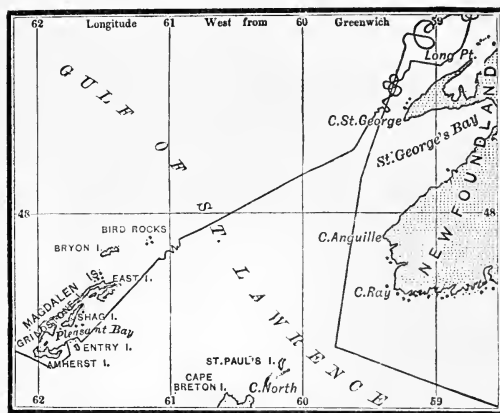 62 Longitude 61 West from Greenwich 59
GULF OF ST. LAWRENCE
Long Pt.
C.St.George
St. George's Bay
NEWFOUNDLAND
48
48
BIRD ROCKS
BRYON I.
C.Anguille
MAGDALEN IS.
EAST I.
GRINDSTONE
C.Ray
SHAG I.
Pleasant Bay
ENTRY I.
AMHERST I.
ST. PAUL'S I.
CAPE
BRETON I.
C.North
62 61 60 59